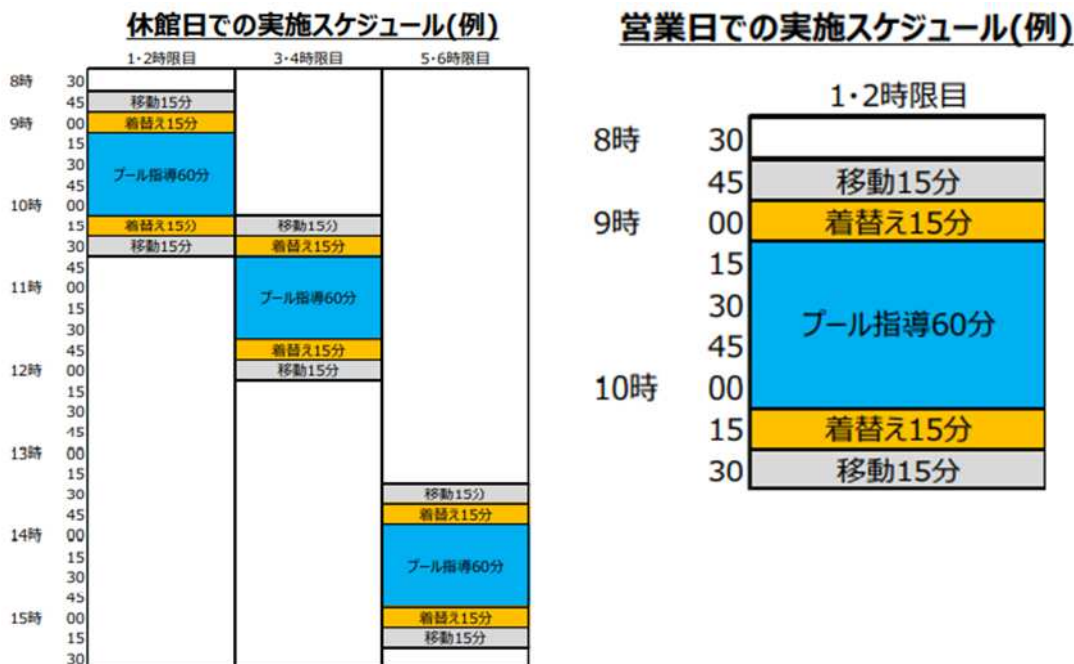 休館日での実施スケジュール(例)
1・2時限目 3・4時限目 5・6時限目
8時 30
45 移動15分
9時 00 着替え15分
15
30 プール指導60分
45
10時 00
15 着替え15分 移動15分
30 移動15分 着替え15分
45
11時 00 プール指導60分
15
30
45 着替え15分
12時 00 移動15分
15
30
45
13時 00
15
30 移動15分
45 着替え15分
14時 00
15 プール指導60分
30
45
15時 00 着替え15分
15 移動15分
30
営業日での実施スケジュール(例)
1・2時限目
8時 30
45 移動15分
9時 00 着替え15分
15
30 プール指導60分
45
10時 00
15 着替え15分
30 移動15分